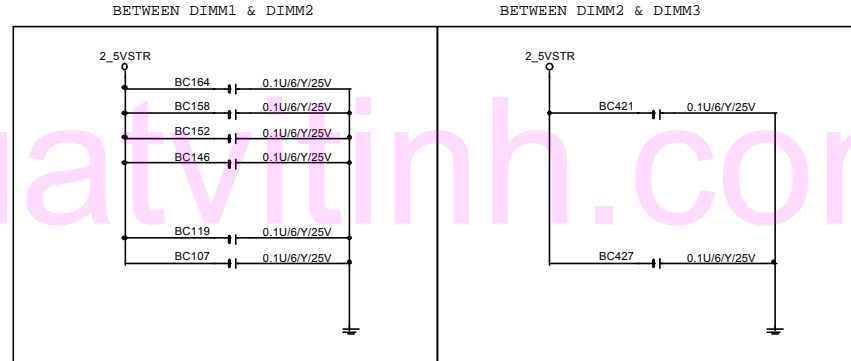 BETWEEN DIMM1 & DIMM2
2_5VSTR
BC164 0.1U/6/Y/25V
BC158 0.1U/6/Y/25V
BC152 0.1U/6/Y/25V
BC146 0.1U/6/Y/25V
BC119 0.1U/6/Y/25V
BC107 0.1U/6/Y/25V
BETWEEN DIMM2 & DIMM3
2_5VSTR
BC421 0.1U/6/Y/25V
BC427 0.1U/6/Y/25V
uatvitinh.com